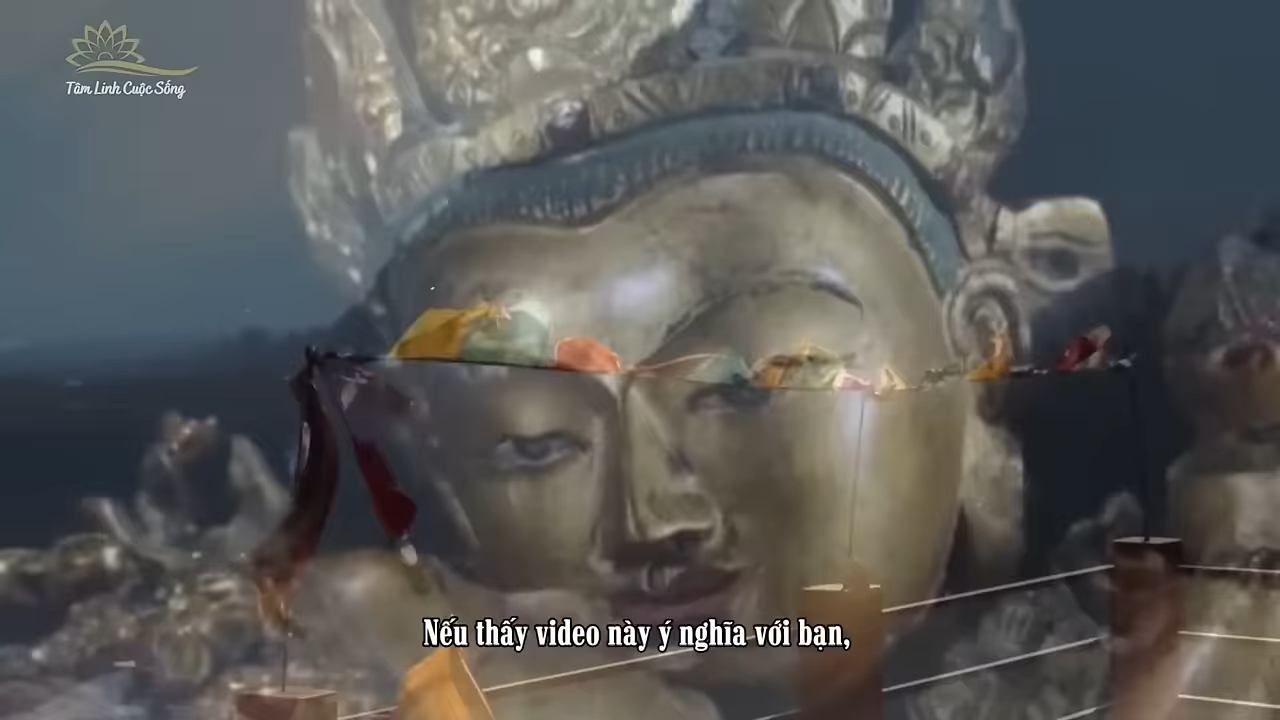 Tâm Linh Cuộc Sống
Nếu thấy video này ý nghĩa với bạn,